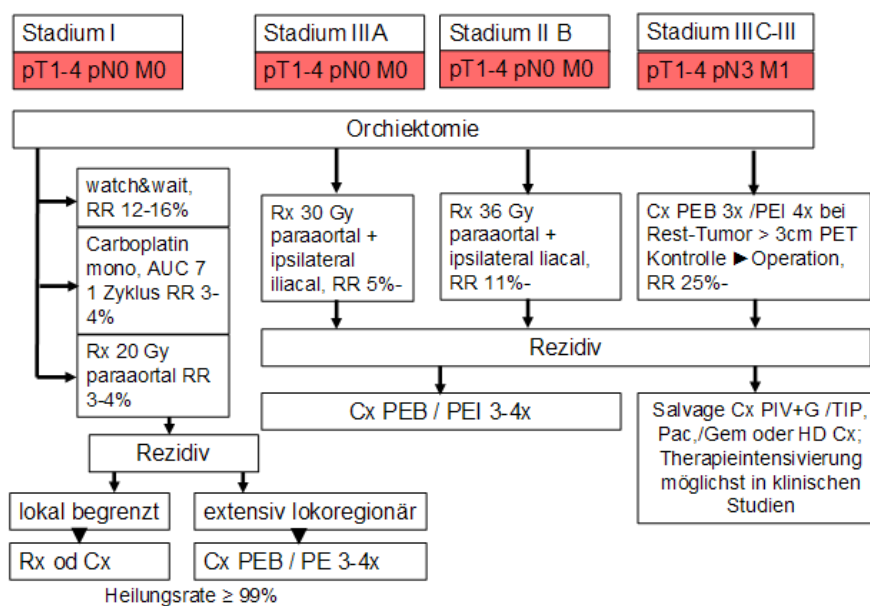 Stadium I
pT1-4 pN0 M0
Stadium IIIA
pT1-4 pN0 M0
Stadium II B
pT1-4 pN0 M0
Stadium IIIC-III
pT1-4 pN3 M1
Orchiektomie
watch&wait,
RR 12-16%
Carboplatin
mono, AUC 7
1 Zyklus RR 3-
4%
Rx 20 Gy
paraaortal RR
3-4%
Rx 30 Gy
paraaortal +
ipsilateral
iliacal, RR 5%-
Rx 36 Gy
paraaortal +
ipsilateral liacal,
RR 11%-
Cx PEB 3x /PEI 4x bei
Rest-Tumor > 3cm PET
Kontrolle ►Operation,
RR 25%-
Rezidiv
Cx PEB / PEI 3-4x
Salvage Cx PIV+G /TIP,
Pac,/Gem oder HD Cx;
Therapieintensivierung
möglichst in klinischen
Studien
Rezidiv
lokal begrenzt
extensiv lokoregionär
Rx od Cx
Cx PEB / PE 3-4x
Heilungsrate ≥ 99%